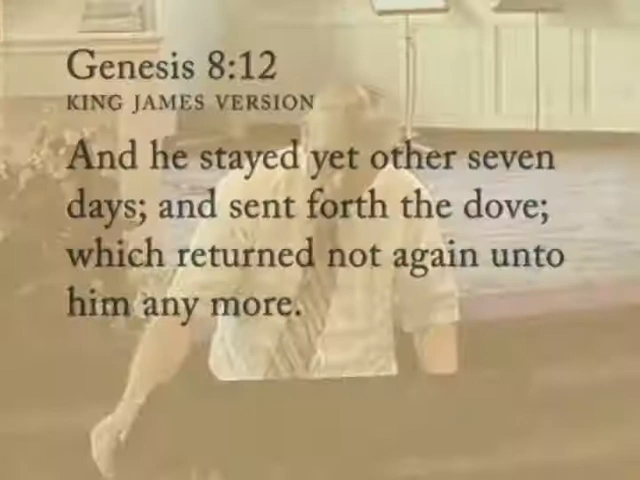 Genesis 8:12
KING JAMES VERSION
And he stayed yet other seven
days; and sent forth the dove;
which returned not again unto
him any more.